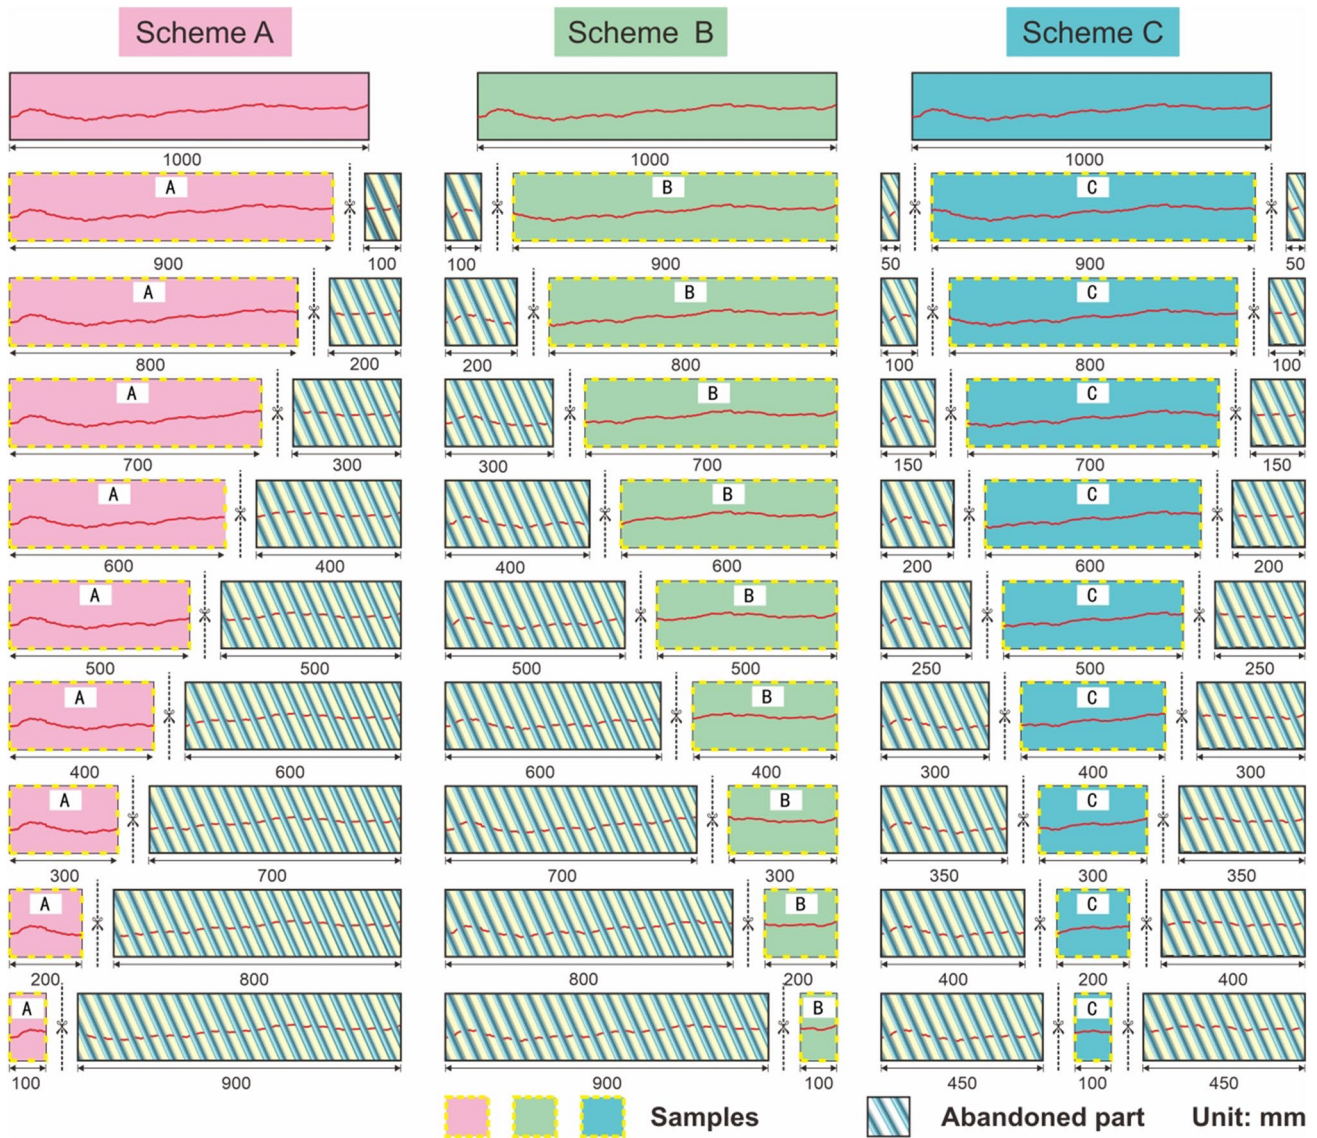 Scheme A Scheme B Scheme C
1000 1000 1000
A B C
900 100 100 900 50 900 50
A B C
800 200 200 800 100 800 100
A B C
700 300 300 700 150 700 150
A B C
600 400 400 600 200 600 200
A B C
500 500 500 500 250 500 250
A B C
400 600 600 400 300 400 300
A B C
300 700 700 300 350 300 350
A B C
200 800 800 200 400 200 400
A B C
100 900 900 100 450 100 450
Samples Abandoned part Unit: mm